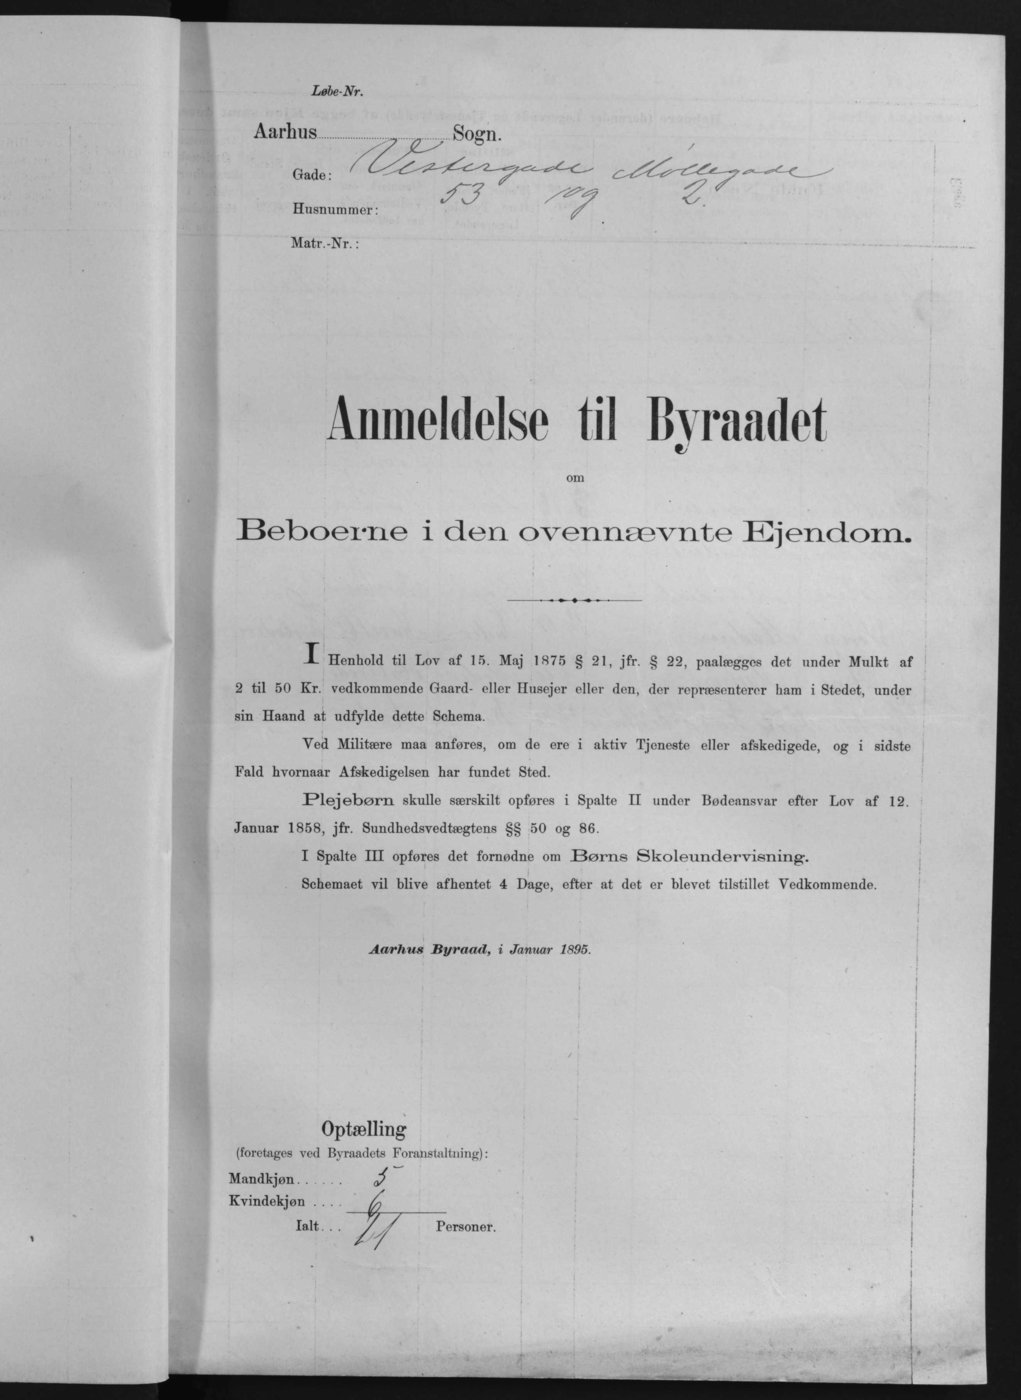 Løbe-Nr.
Aarhus Sogn.
Gade: Vestergade Møllegade
Husnummer: 53 og 2.
Matr.-Nr.:
Anmeldelse til Byraadet
om
Beboerne i den ovennævnte Ejendom.
I Henhold til Lov af 15. Maj 1875 § 21, jfr. § 22, paalægges det under Mulkt af
2 til 50 Kr. vedkommende Gaard- eller Husejer eller den, der repræsenterer ham i Stedet, under
sin Haand at udfylde dette Schema.
Ved Militære maa anføres, om de ere i aktiv Tjeneste eller afskedigede, og i sidste
Fald hvornaar Afskedigelsen har fundet Sted.
Plejebørn skulle særskilt opføres i Spalte II under Bødeansvar efter Lov af 12.
Januar 1858, jfr. Sundhedsvedtægtens §§ 50 og 86.
I Spalte III opføres det fornødne om Børns Skoleundervisning.
Schemaet vil blive afhentet 4 Dage, efter at det er blevet tilstillet Vedkommende.
Aarhus Byraad, i Januar 1895.
Optælling
(foretages ved Byraadets Foranstaltning):
Mandkjøn...... 5
Kvindekjøn .... 6
Ialt... Personer.